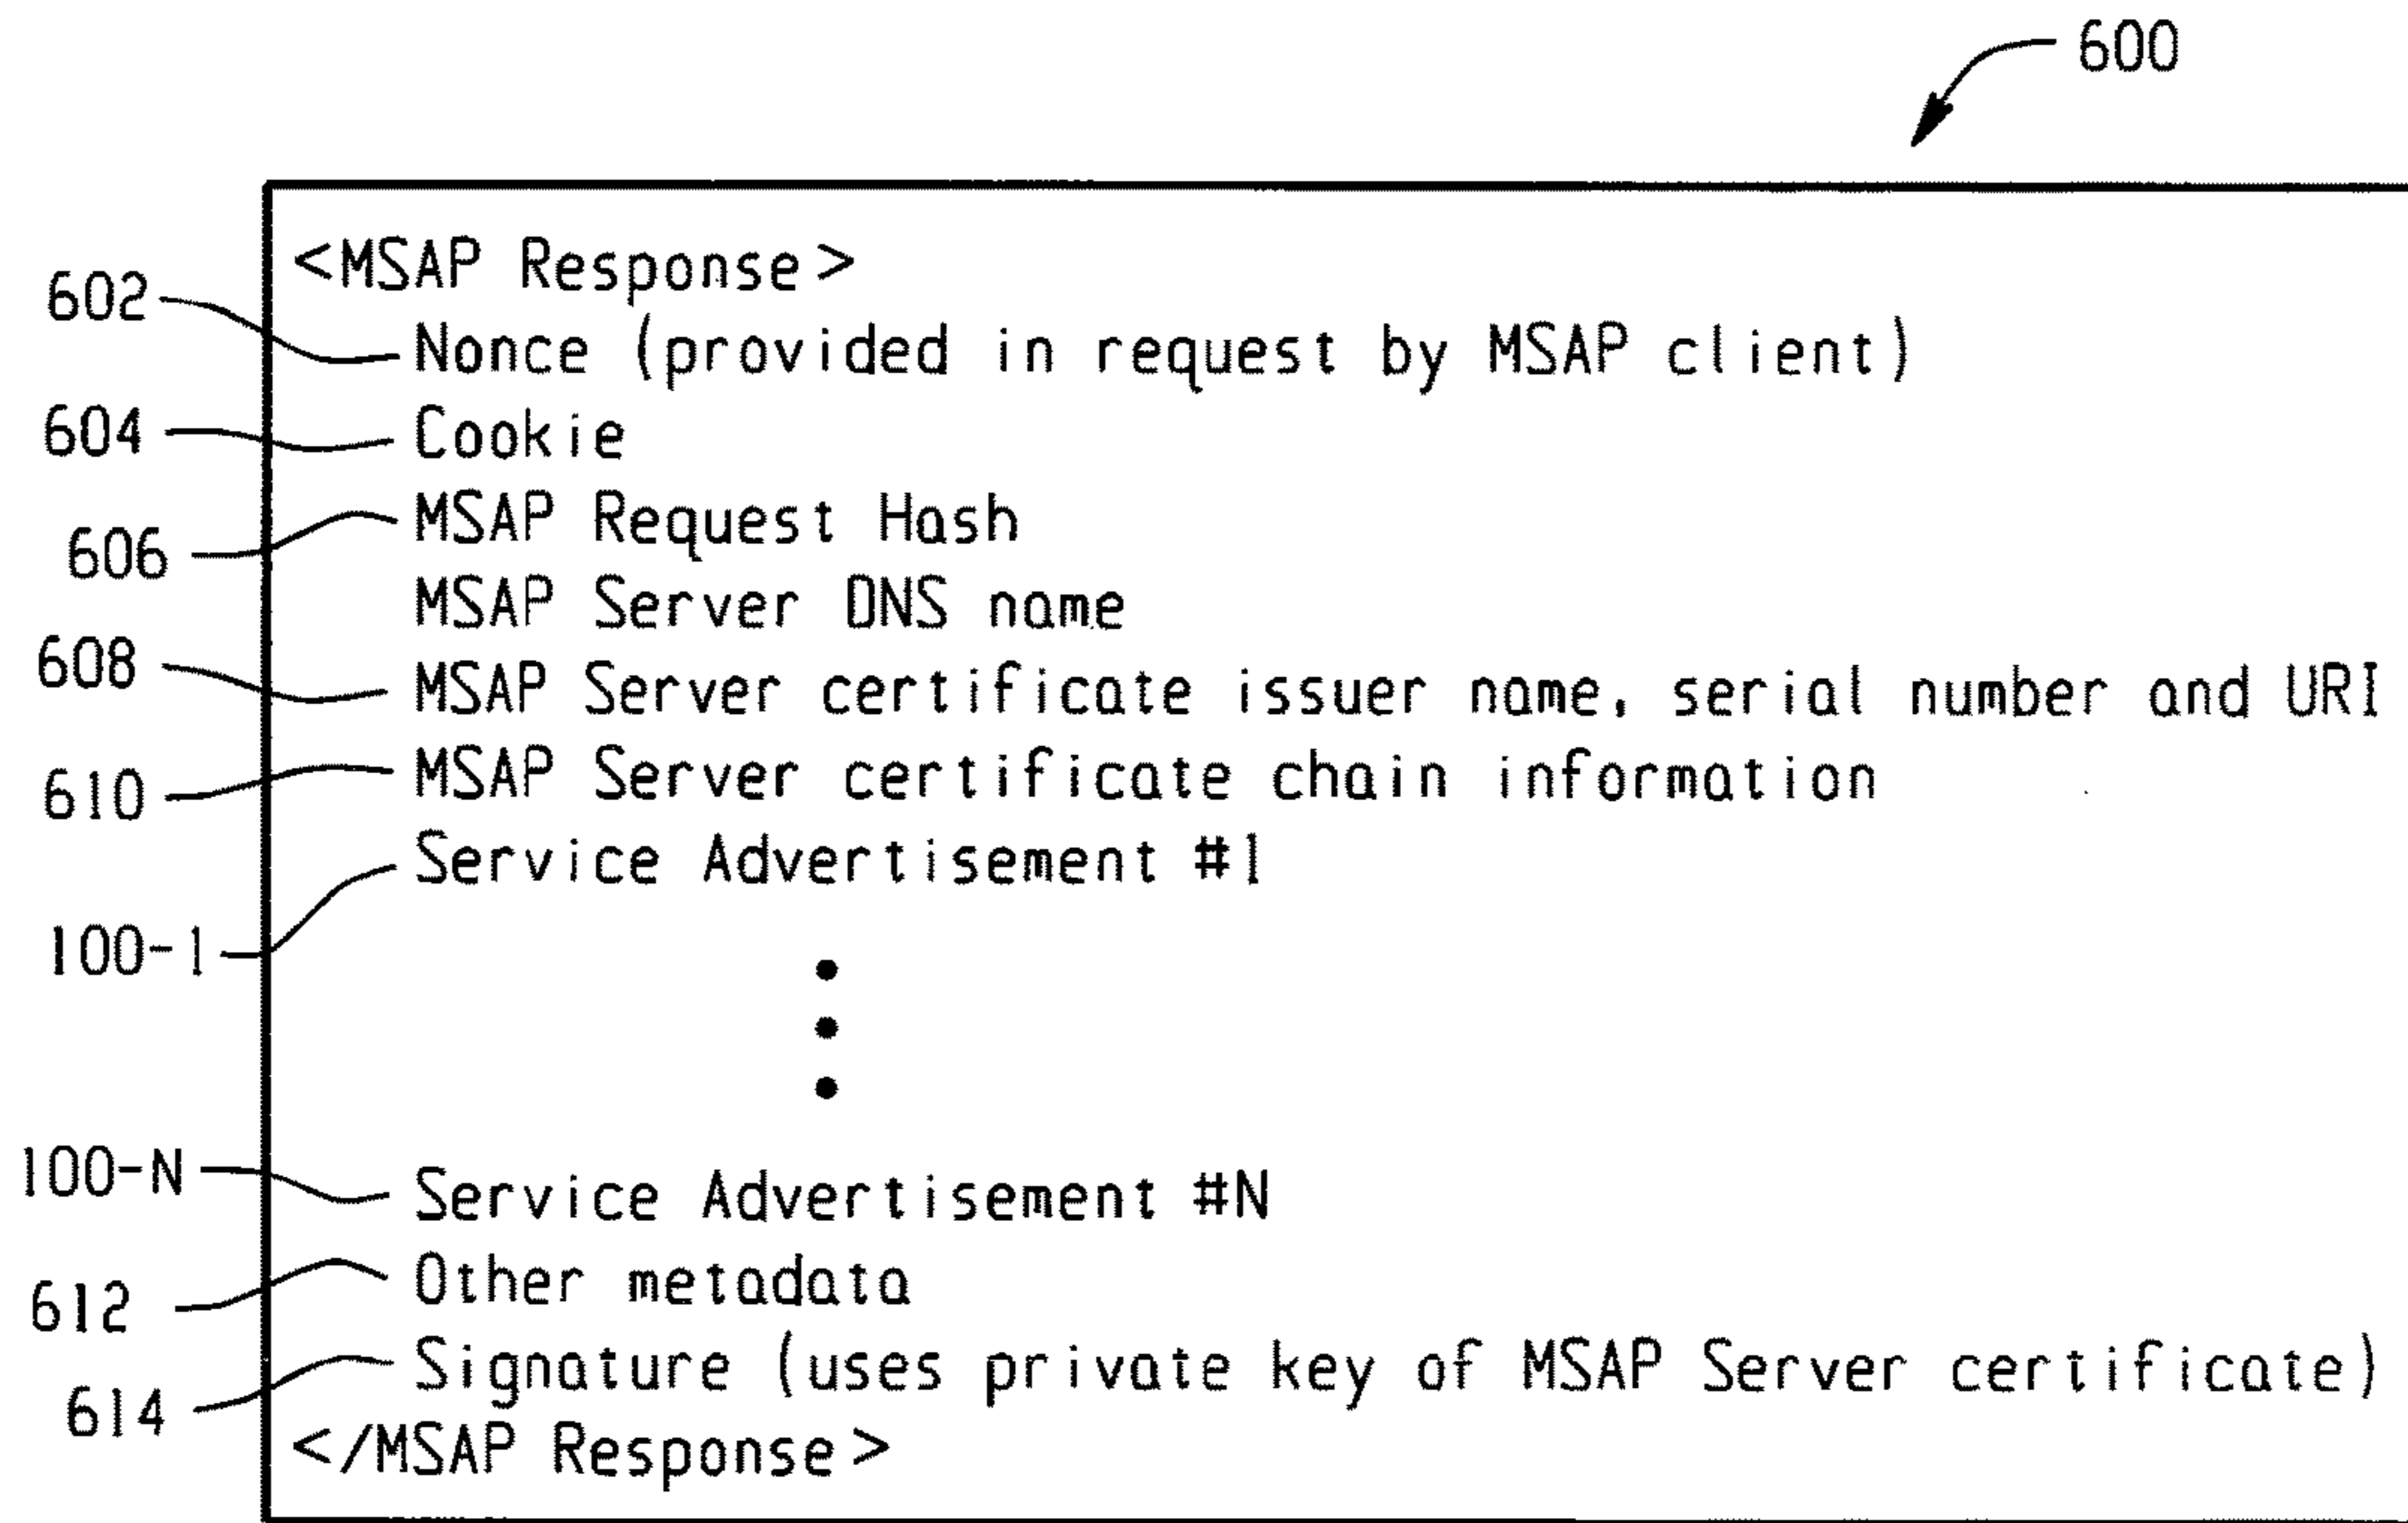 600
<MSAP Response>
602 Nonce (provided in request by MSAP client)
604 Cookie
606 MSAP Request Hash
MSAP Server DNS name
608 MSAP Server certificate issuer name, serial number and URI
610 MSAP Server certificate chain information
100-1 Service Advertisement #1
100-N Service Advertisement #N
612 Other metadata
614 Signature (uses private key of MSAP Server certificate)
</MSAP Response>